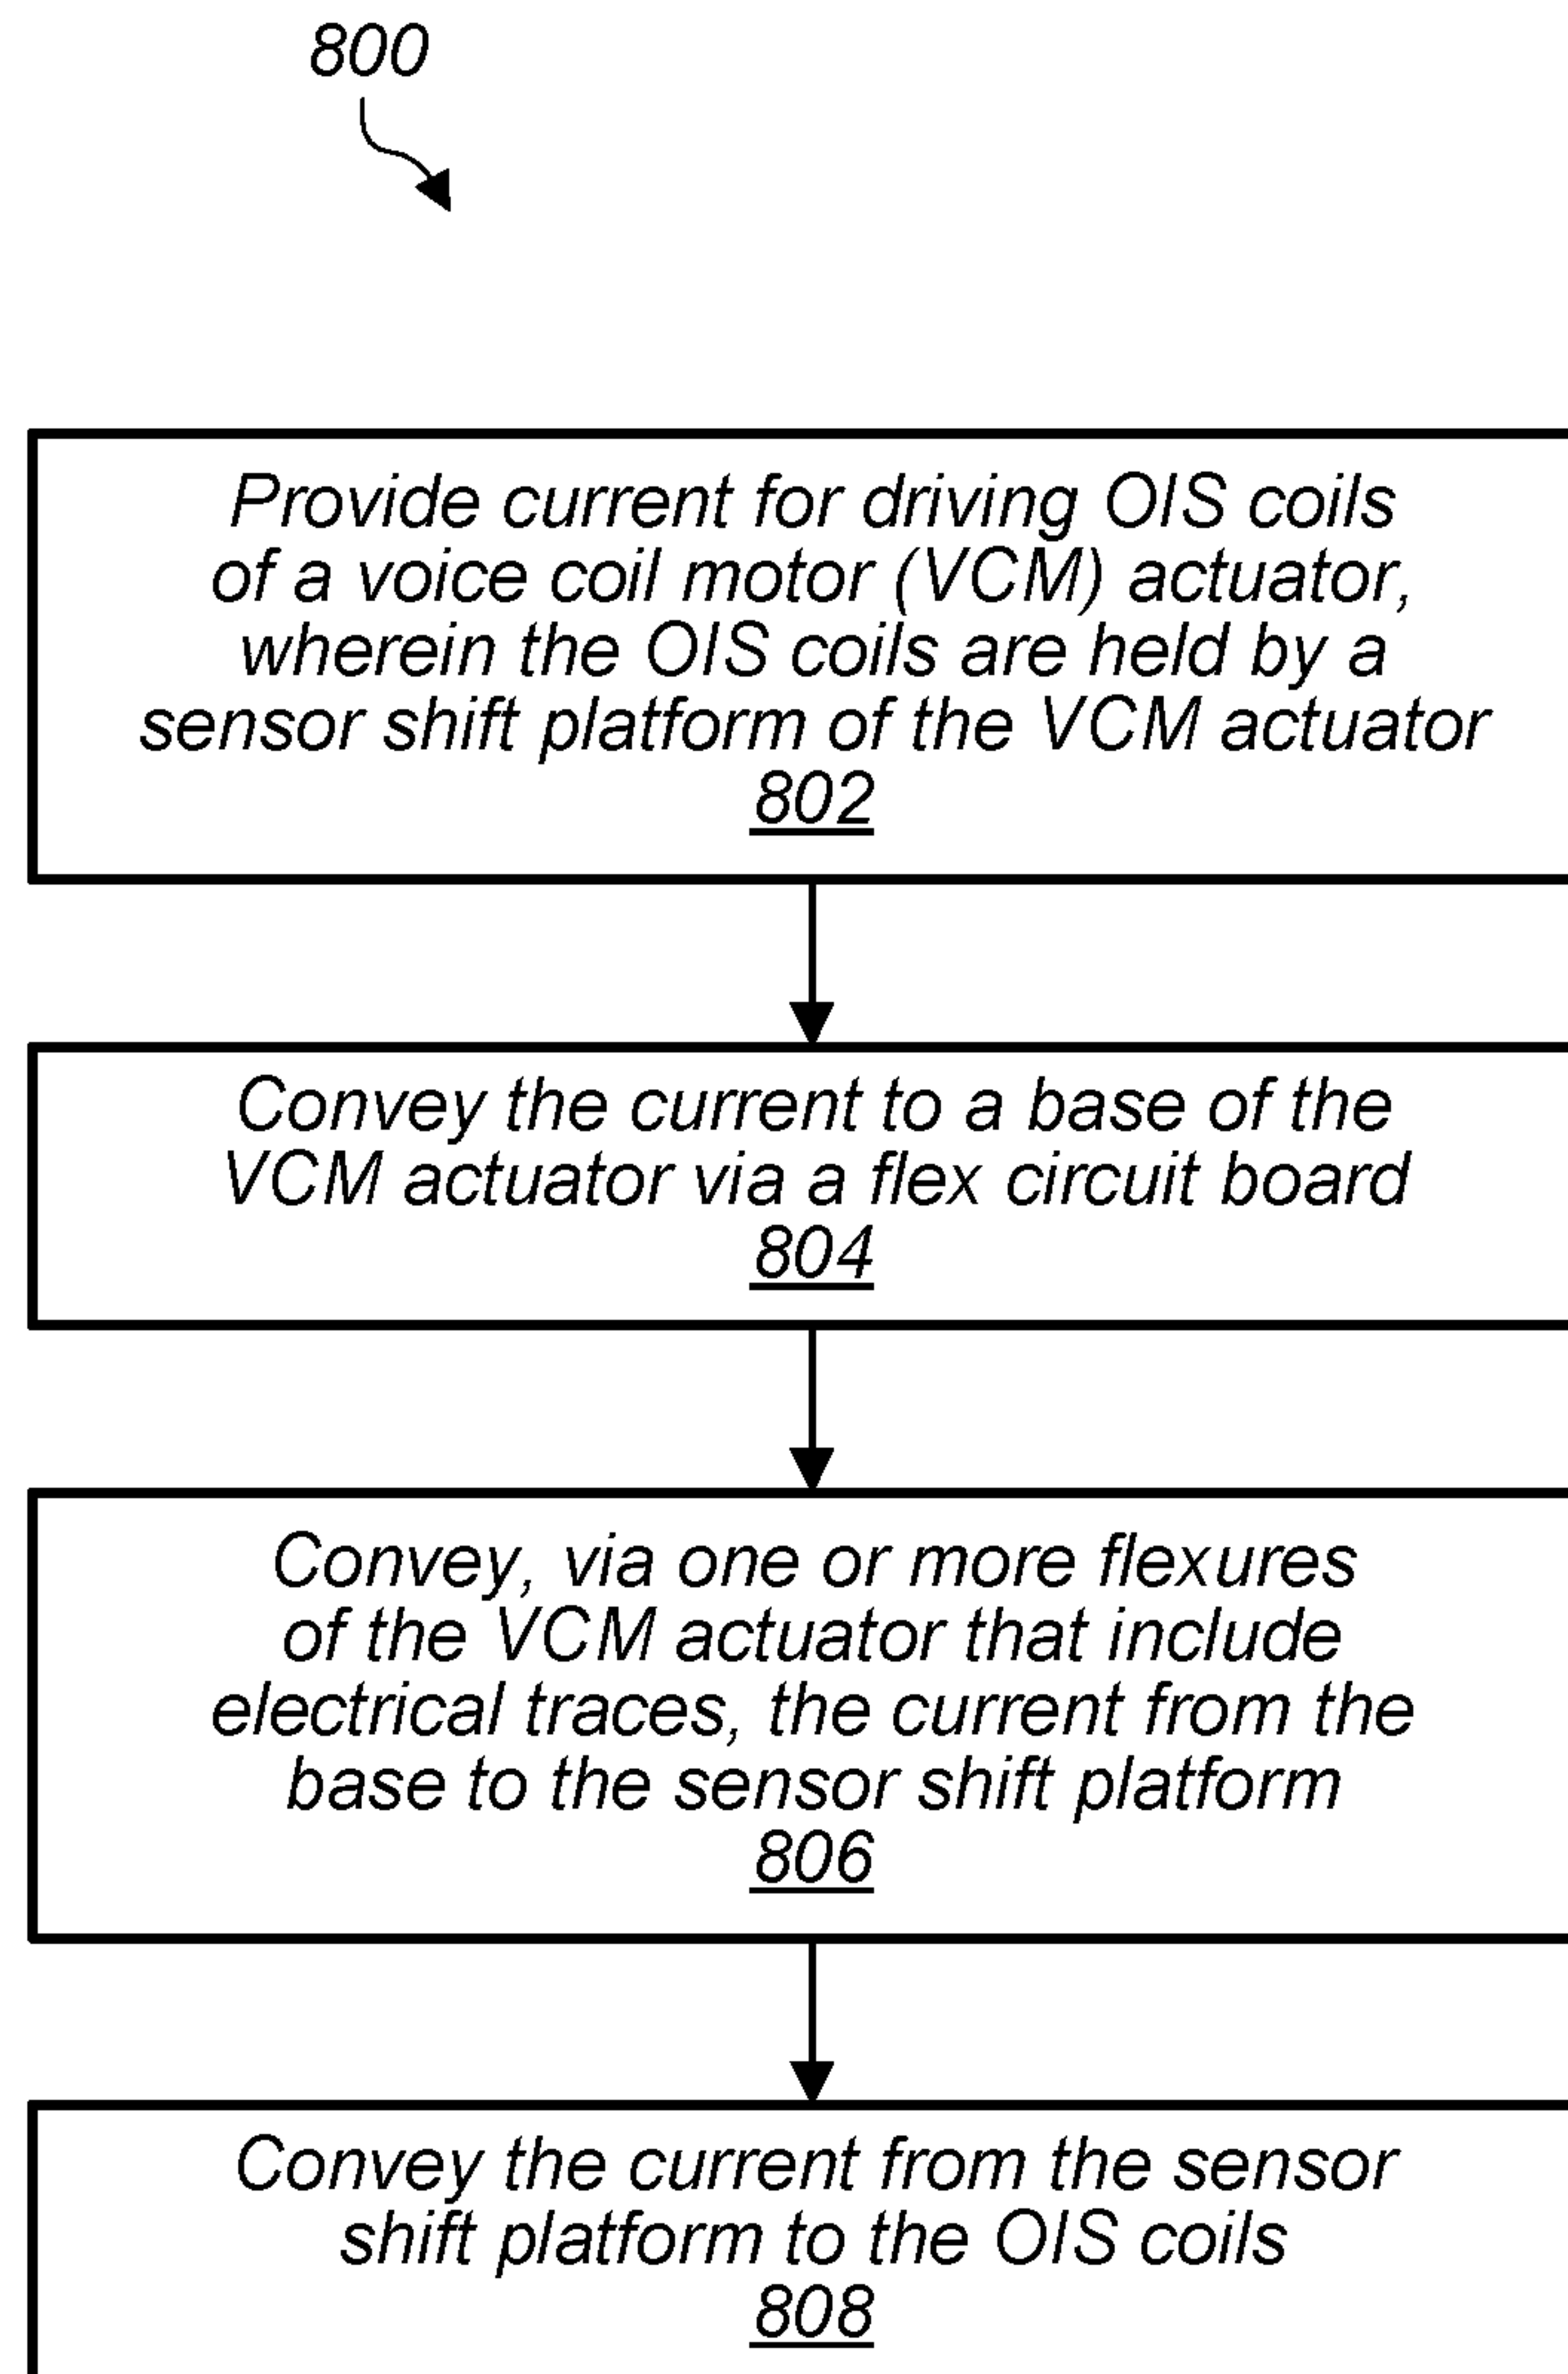 800
Provide current for driving OIS coils
of a voice coil motor (VCM) actuator,
wherein the OIS coils are held by a
sensor shift platform of the VCM actuator
802
Convey the current to a base of the
VCM actuator via a flex circuit board
804
Convey, via one or more flexures
of the VCM actuator that include
electrical traces, the current from the
base to the sensor shift platform
806
Convey the current from the sensor
shift platform to the OIS coils
808